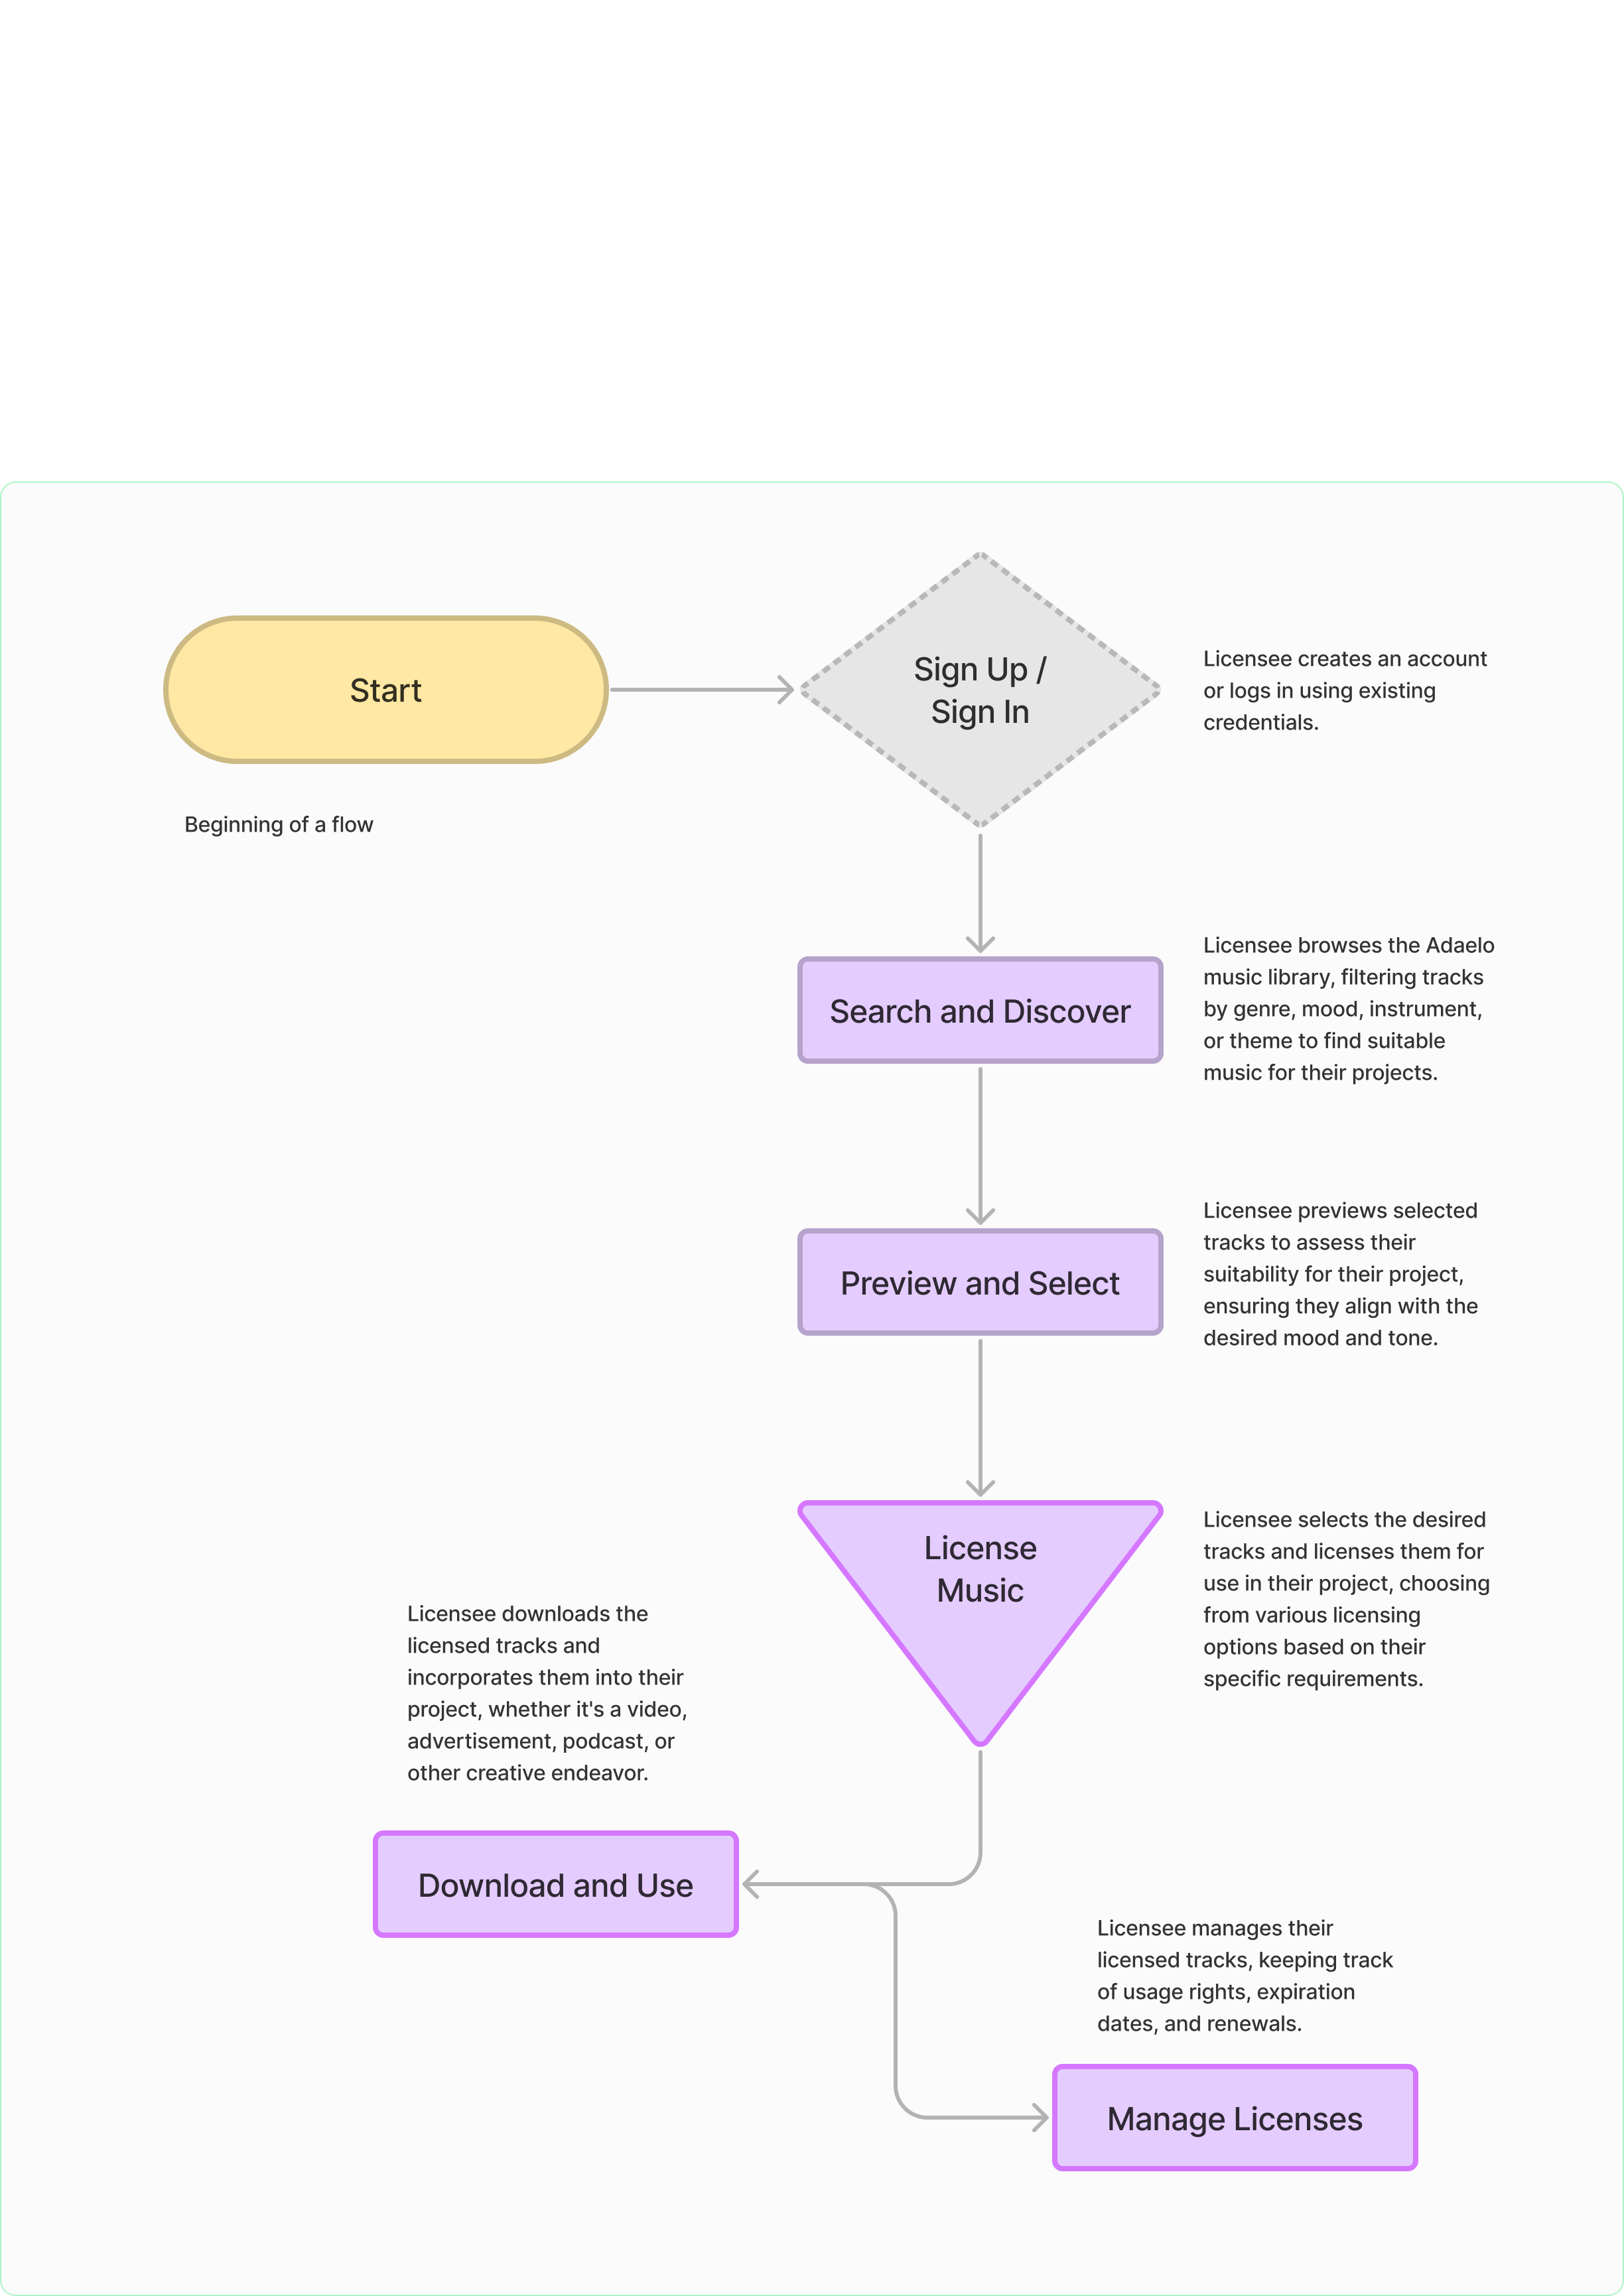 Start
Beginning of a flow
Sign Up /
Sign In
Licensee creates an account
or logs in using existing
credentials.
Search and Discover
Licensee browses the Adaelo
music library, filtering tracks
by genre, mood, instrument,
or theme to find suitable
music for their projects.
Preview and Select
Licensee previews selected
tracks to assess their
suitability for their project,
ensuring they align with the
desired mood and tone.
License
Music
Licensee selects the desired
tracks and licenses them for
use in their project, choosing
from various licensing
options based on their
specific requirements.
Licensee downloads the
licensed tracks and
incorporates them into their
project, whether it's a video,
advertisement, podcast, or
other creative endeavor.
Download and Use
Licensee manages their
licensed tracks, keeping track
of usage rights, expiration
dates, and renewals.
Manage Licenses